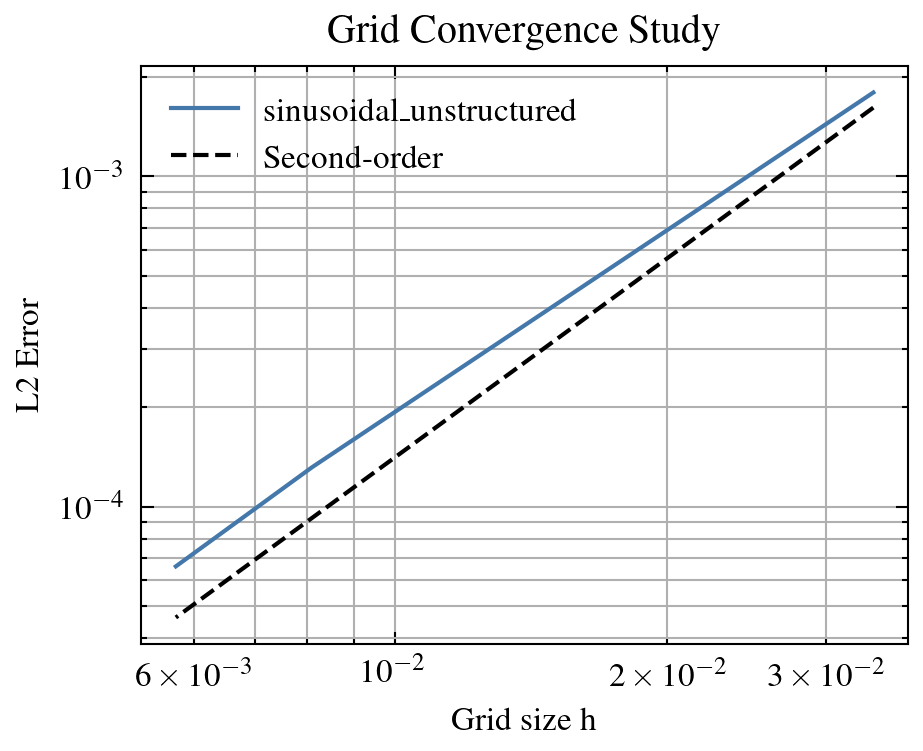 Grid Convergence Study
sinusoidal_unstructured
Second-order
10⁻³
10⁻⁴
L2 Error
6 × 10⁻³
10⁻²
2 × 10⁻²
3 × 10⁻²
Grid size h